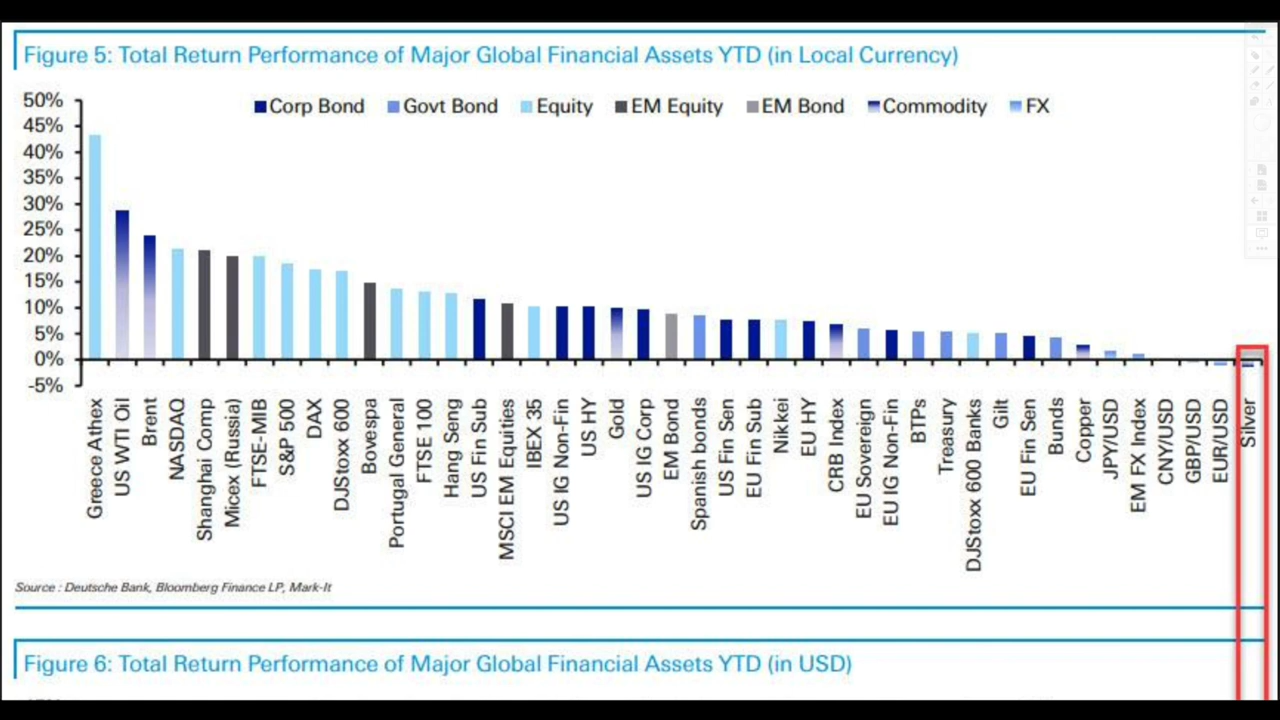 Figure 5: Total Return Performance of Major Global Financial Assets YTD (in Local Currency)
50%
45%
40%
35%
30%
25%
20%
15%
10%
5%
0%
-5%
Corp Bond
Govt Bond
Equity
EM Equity
EM Bond
Commodity
FX
Greece Athex
US WTI Oil
Brent
NASDAQ
Shanghai Comp
Micex (Russia)
FTSE-MIB
S&P 500
DAX
DJStoxx 600
Bovespa
Portugal General
FTSE 100
Hang Seng
US Fin Sub
MSCI EM Equities
IBEX 35
US IG Non-Fin
US HY
Gold
US IG Corp
EM Bond
Spanish bonds
US Fin Sen
EU Fin Sub
Nikkei
EU HY
CRB Index
EU Sovereign
EU IG Non-Fin
BTPs
Treasury
DJStoxx 600 Banks
Gilt
EU Fin Sen
Bunds
Copper
JPY/USD
EM FX Index
CNY/USD
GBP/USD
EUR/USD
Silver
Source : Deutsche Bank, Bloomberg Finance LP, Mark-It
Figure 6: Total Return Performance of Major Global Financial Assets YTD (in USD)